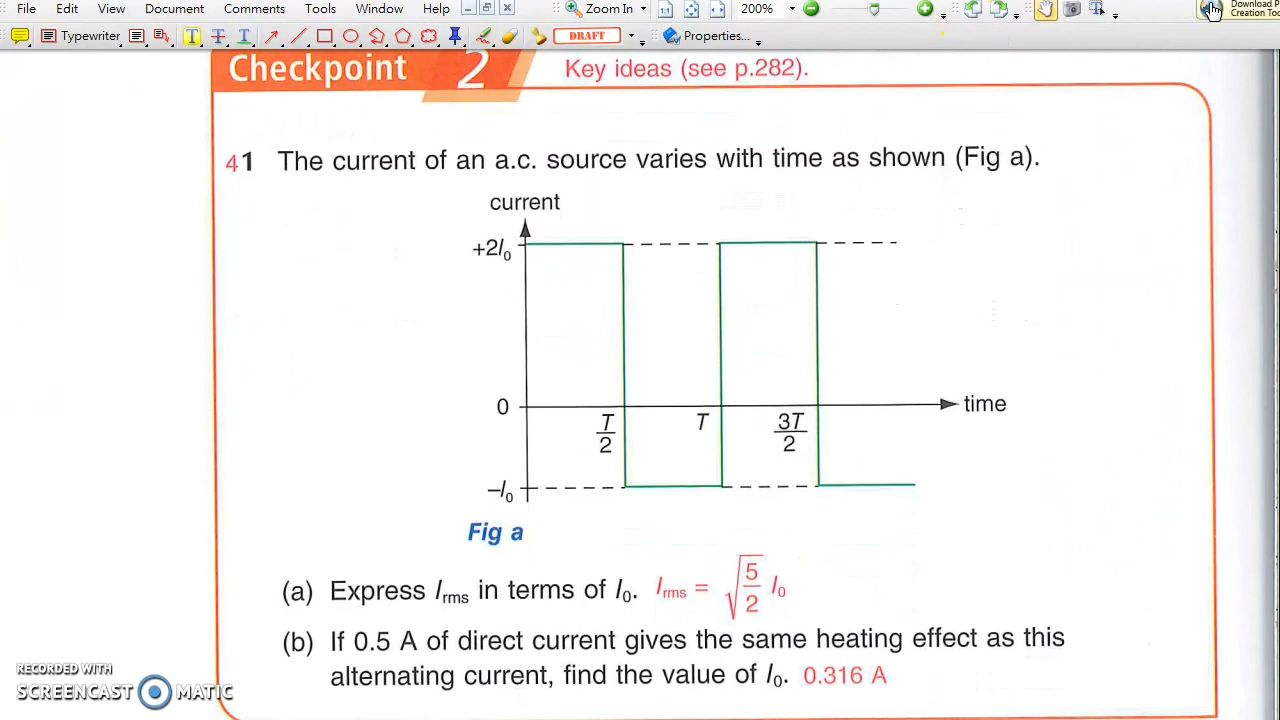 File Edit View Document Comments Tools Advanced Window Help Zoom In 200% Download P
Creation To
Typewriter DRAFT Properties...
Checkpoint 2 Key ideas (see p.282).
41 The current of an a.c. source varies with time as shown (Fig a).
current
+2I₀
0 T/2 T 3T/2 time
–I₀
Fig a
(a) Express Irms in terms of I₀. Irms = √5/2 I₀
(b) If 0.5 A of direct current gives the same heating effect as this
alternating current, find the value of I₀. 0.316 A
RECORDED WITH
SCREENCAST MATIC